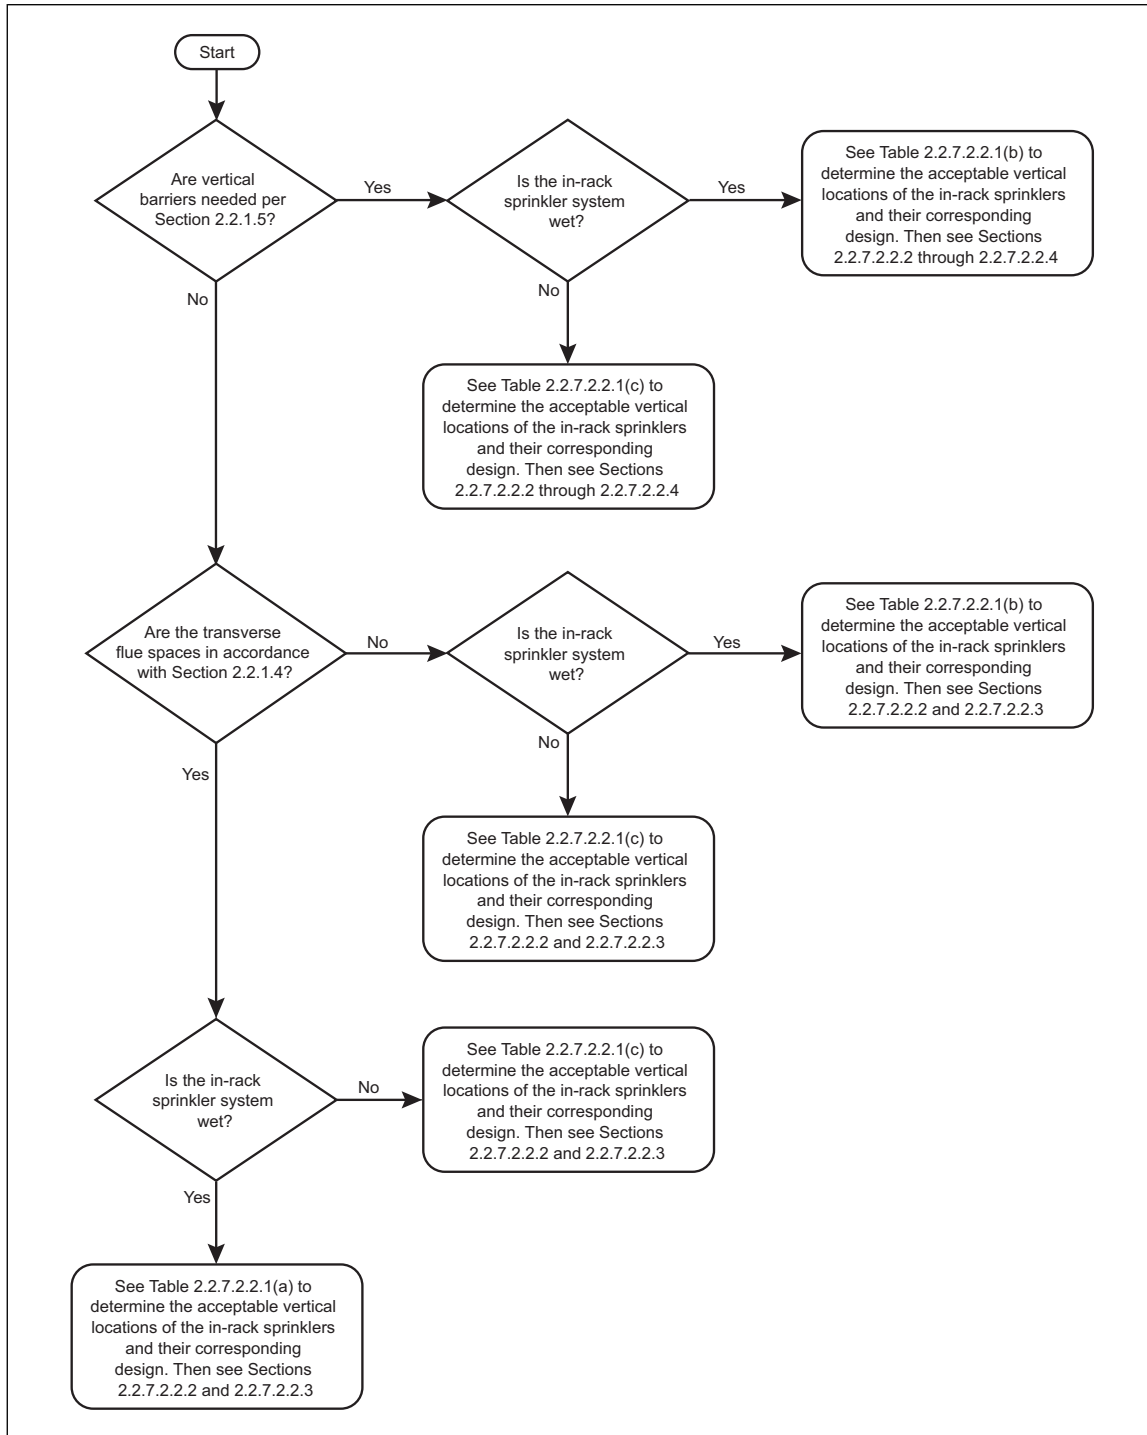 Start
Are vertical
barriers needed per
Section 2.2.1.5?
Yes
Is the in-rack
sprinkler system
wet?
Yes
See Table 2.2.7.2.2.1(b) to
determine the acceptable vertical
locations of the in-rack sprinklers
and their corresponding
design. Then see Sections
2.2.7.2.2.2 through 2.2.7.2.2.4
No
No
See Table 2.2.7.2.2.1(c) to
determine the acceptable vertical
locations of the in-rack sprinklers
and their corresponding
design. Then see Sections
2.2.7.2.2.2 through 2.2.7.2.2.4
Are the transverse
flue spaces in accordance
with Section 2.2.1.4?
No
Is the in-rack
sprinkler system
wet?
Yes
See Table 2.2.7.2.2.1(b) to
determine the acceptable vertical
locations of the in-rack sprinklers
and their corresponding
design. Then see Sections
2.2.7.2.2.2 and 2.2.7.2.2.3
No
Yes
See Table 2.2.7.2.2.1(c) to
determine the acceptable vertical
locations of the in-rack sprinklers
and their corresponding
design. Then see Sections
2.2.7.2.2.2 and 2.2.7.2.2.3
Is the in-rack
sprinkler system
wet?
No
See Table 2.2.7.2.2.1(c) to
determine the acceptable vertical
locations of the in-rack sprinklers
and their corresponding
design. Then see Sections
2.2.7.2.2.2 and 2.2.7.2.2.3
Yes
See Table 2.2.7.2.2.1(a) to
determine the acceptable vertical
locations of the in-rack sprinklers
and their corresponding
design. Then see Sections
2.2.7.2.2.2 and 2.2.7.2.2.3